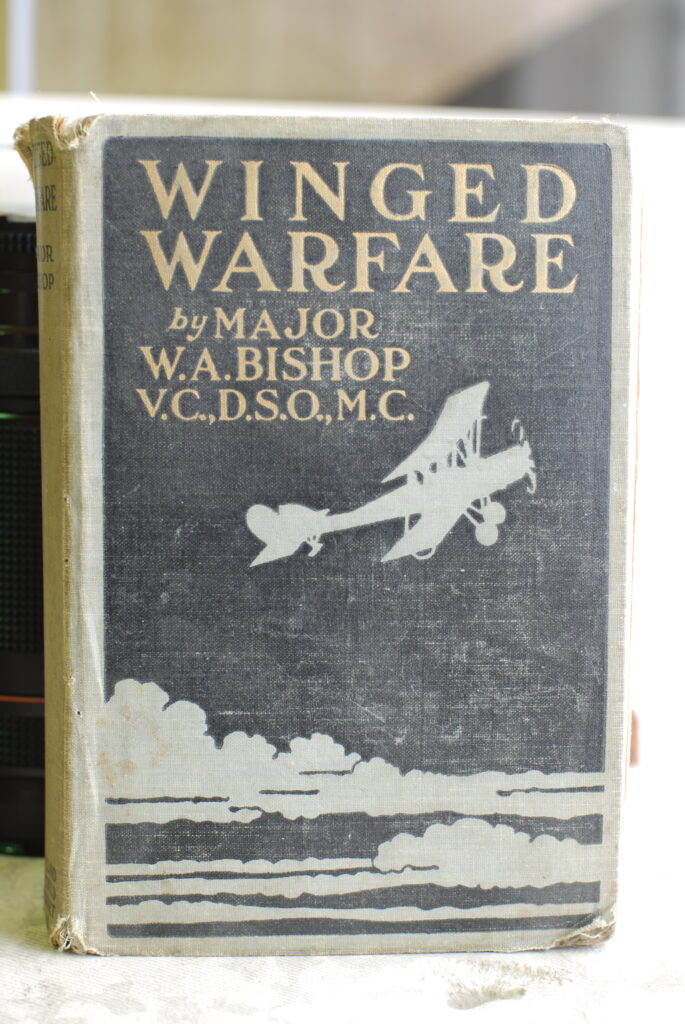 WINGED
WARFARE
by MAJOR
W.A.BISHOP
V.C., D.S.O., M.C.